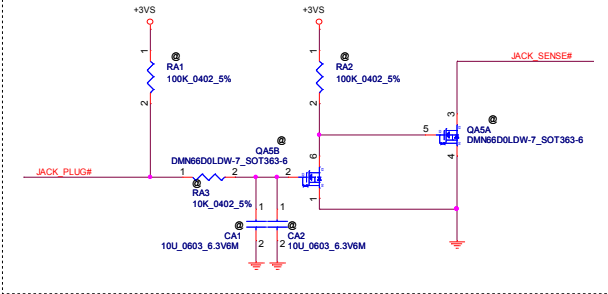 +3VS
+3VS
1
@
RA1
100K_0402_5%
2
1
@
RA2
100K_0402_5%
2
JACK_SENSE#
3
@
QA5A
DMN66D0LDW-7_SOT363-6
5
4
@
QA5B
DMN66D0LDW-7_SOT363-6
6
2
1
JACK_PLUG#
1
2
@
RA3
10K_0402_5%
1
1
@
@
CA1
CA2
2
2
10U_0603_6.3V6M
10U_0603_6.3V6M